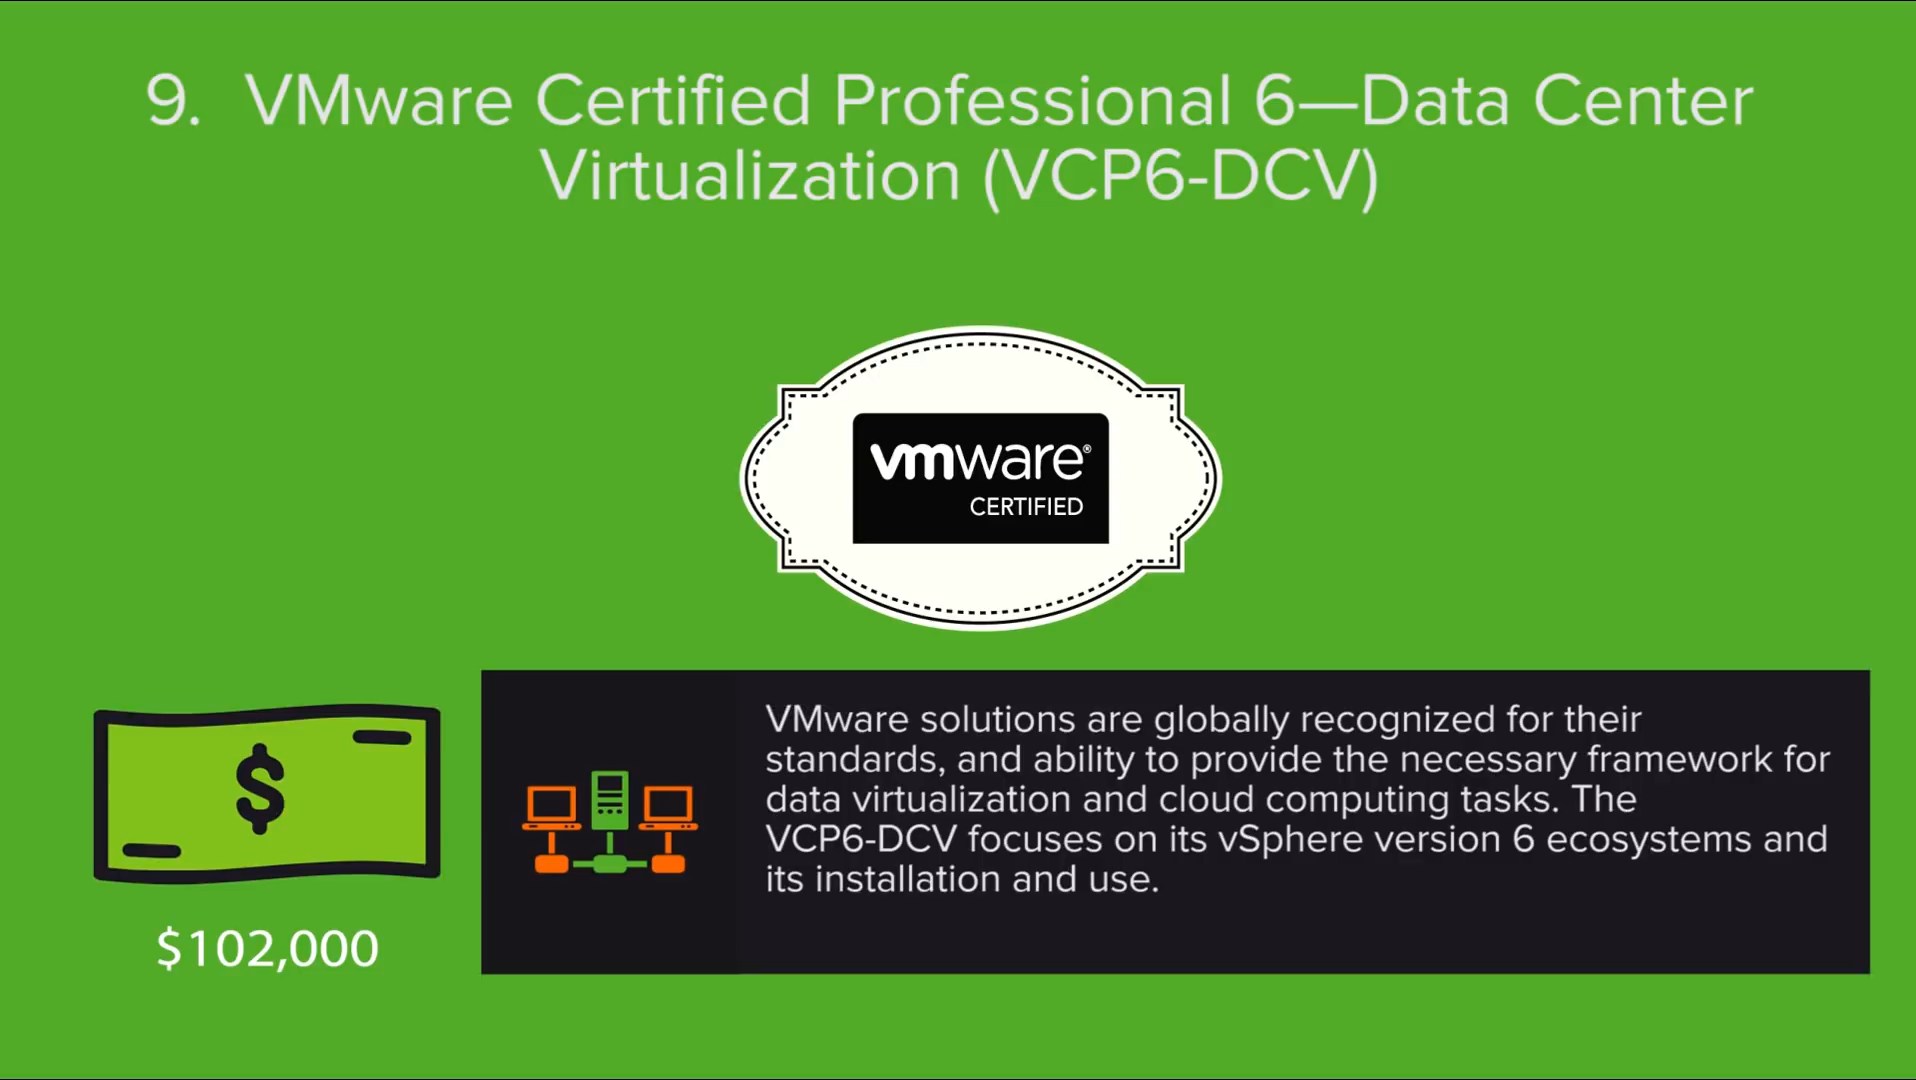 9. VMware Certified Professional 6—Data Center
Virtualization (VCP6-DCV)
vmware®
CERTIFIED
$
$102,000
VMware solutions are globally recognized for their
standards, and ability to provide the necessary framework for
data virtualization and cloud computing tasks. The
VCP6-DCV focuses on its vSphere version 6 ecosystems and
its installation and use.